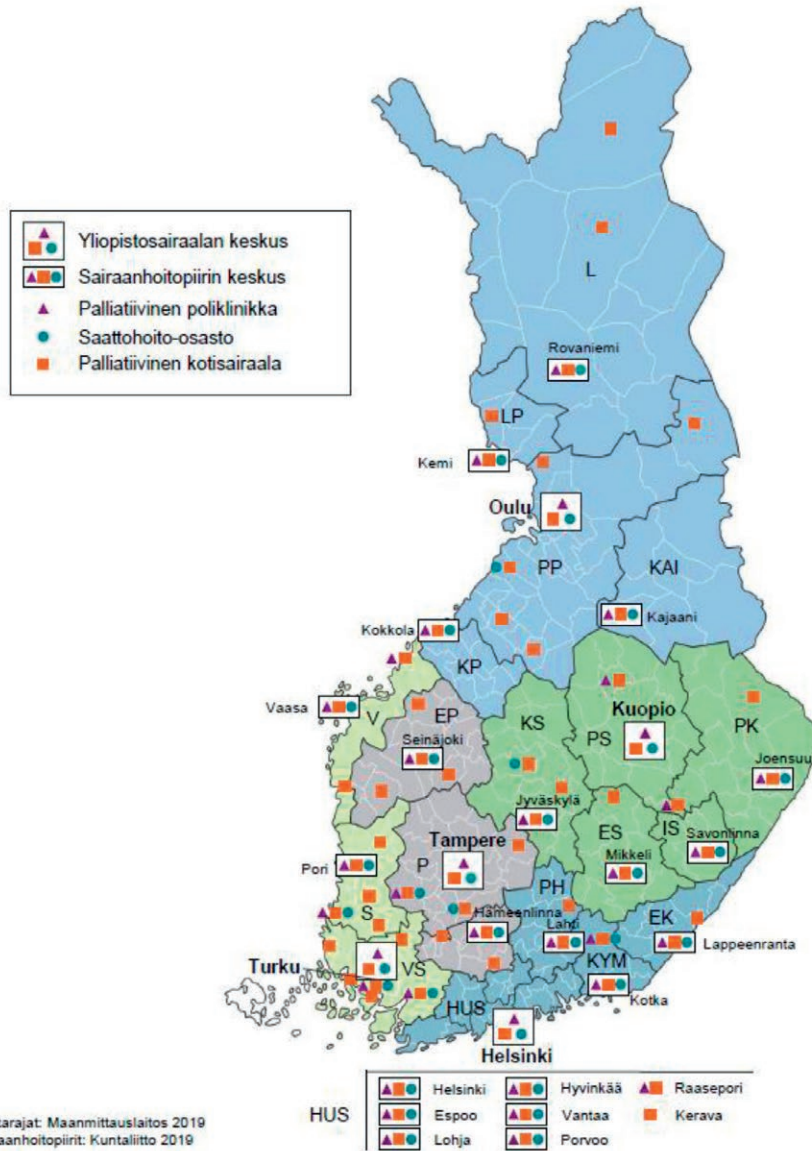 Yliopistosairaalan keskus
Sairaanhoitopiirin keskus
Palliatiivinen poliklinikka
Saattohoito-osasto
Palliatiivinen kotisairaala
L
Rovaniemi
LP
Kemi
Oulu
PP
KAI
Kajaani
Kokkola
KP
Vaasa
V
EP
Seinäjoki
KS
PS
Kuopio
PK
Joensuu
Jyväskylä
ES
IS
Savonlinna
Mikkeli
Tampere
P
Pori
S
PH
Hämeenlinna
Lahti
EK
Lappeenranta
KYM
Kotka
Turku
VS
HUS
Helsinki
HUS
Helsinki Hyvinkää Raasepori
Espoo Vantaa Kerava
Lohja Porvoo
arajat: Maanmittauslaitos 2019
aanhoitopiirit: Kuntaliitto 2019